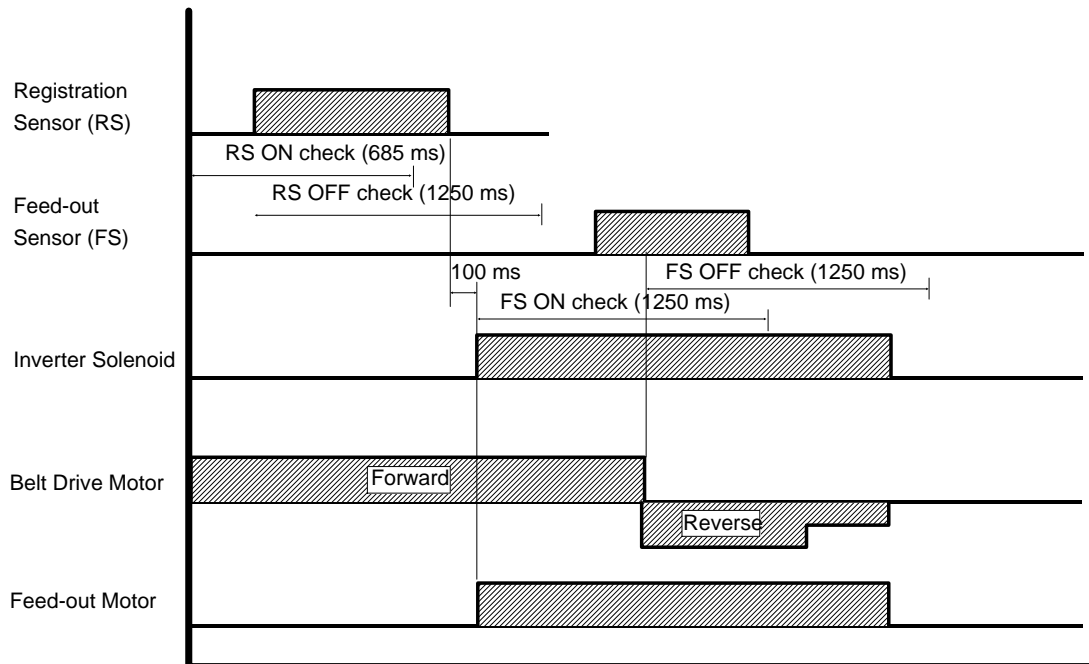 Registration
Sensor (RS)
RS ON check (685 ms)
RS OFF check (1250 ms)
Feed-out
Sensor (FS)
100 ms
FS OFF check (1250 ms)
FS ON check (1250 ms)
Inverter Solenoid
Forward
Belt Drive Motor
Reverse
Feed-out Motor